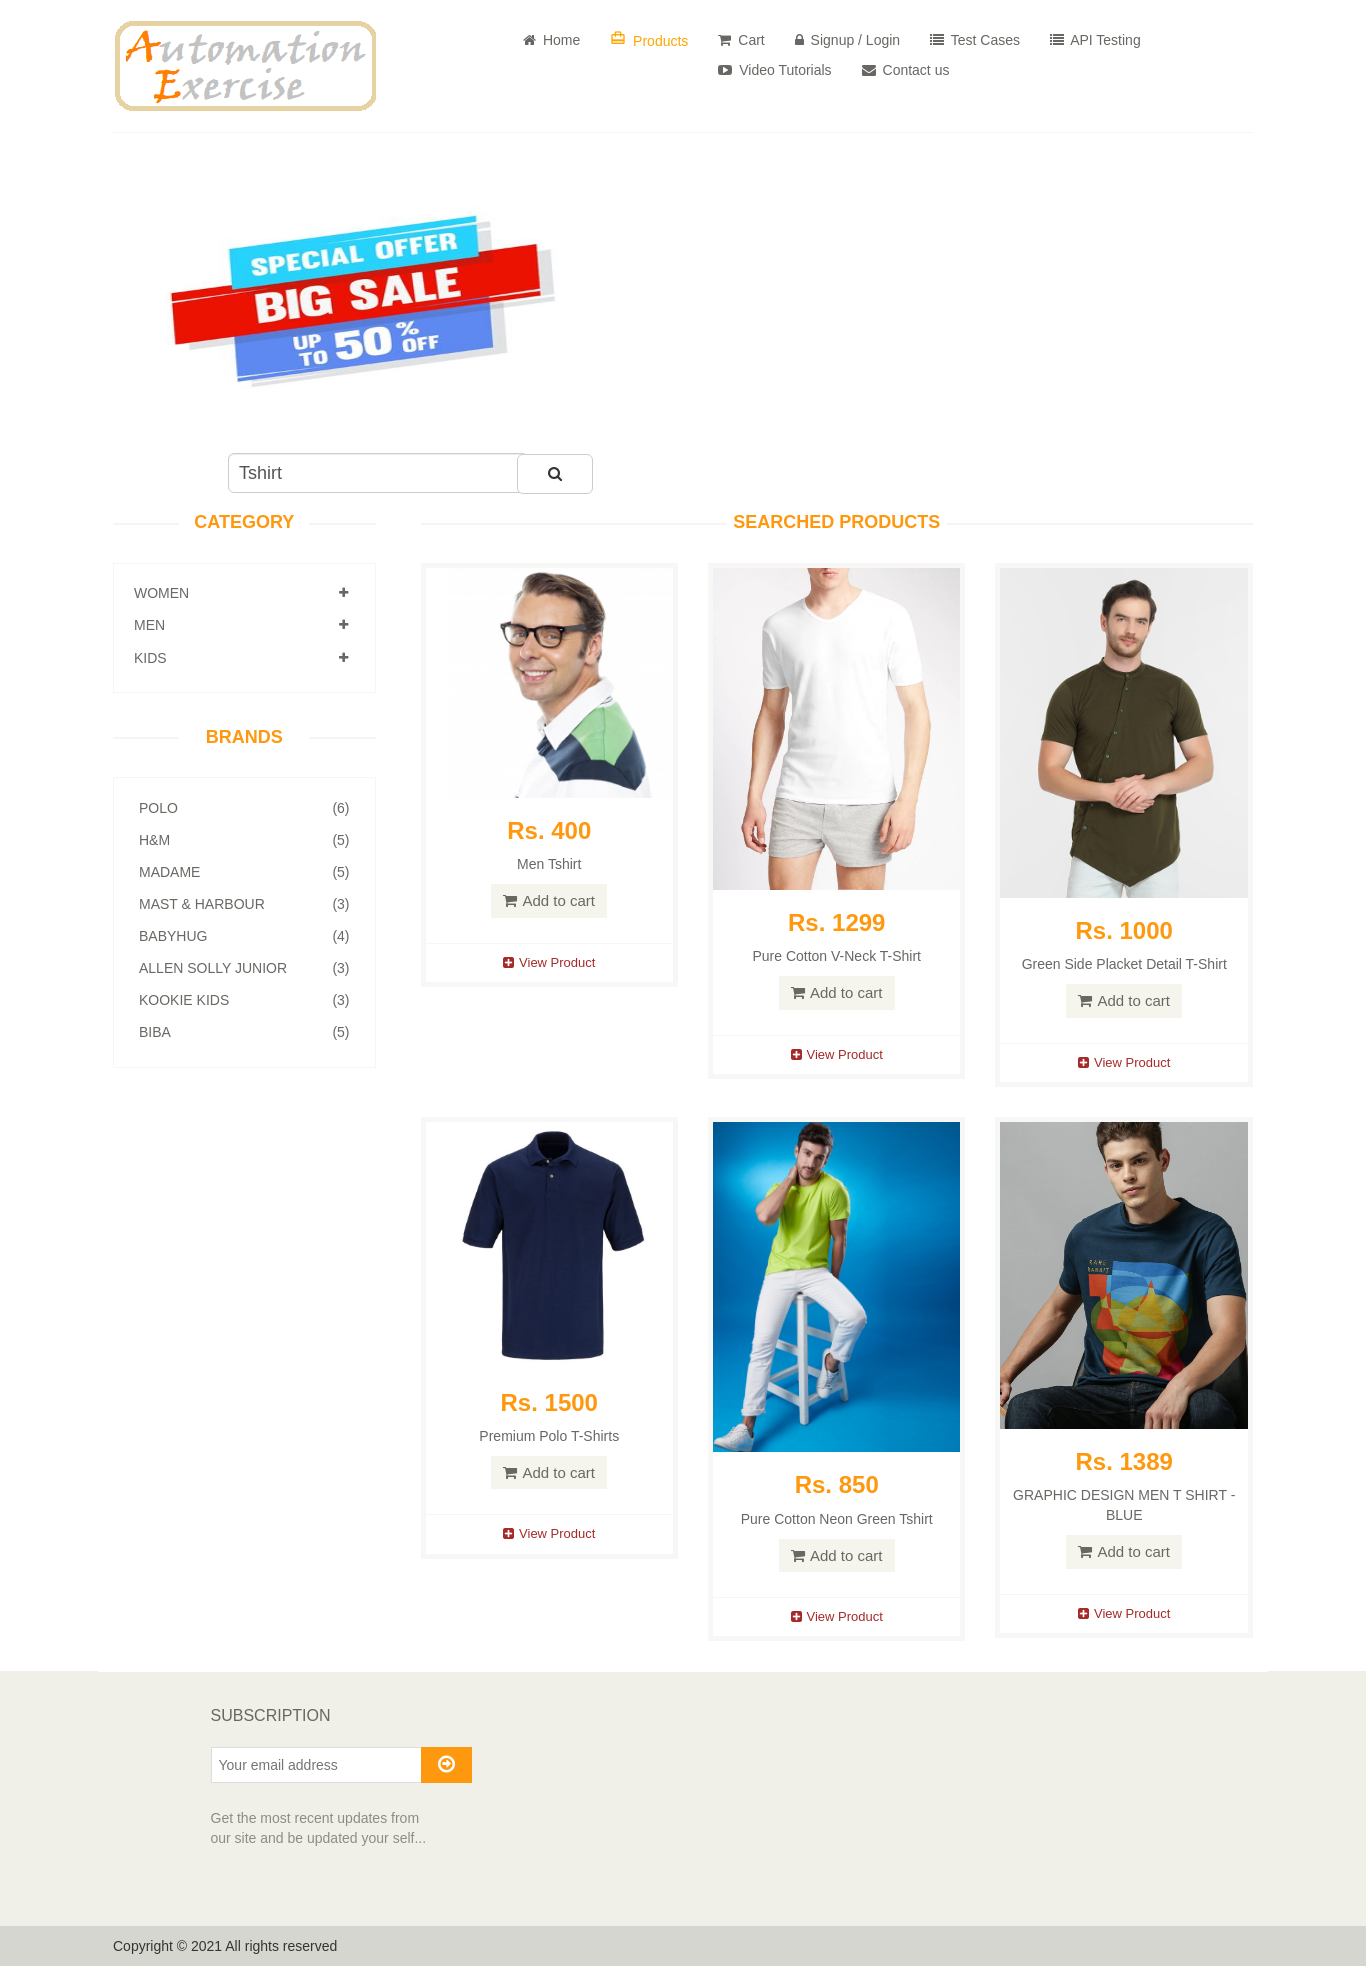 Automation
Exercise
Home
Products
Cart
Signup / Login
Test Cases
API Testing
Video Tutorials
Contact us
SPECIAL OFFER
BIG SALE
UP TO 50% OFF
Tshirt
CATEGORY
WOMEN
MEN
KIDS
BRANDS
POLO (6)
H&M (5)
MADAME (5)
MAST & HARBOUR (3)
BABYHUG (4)
ALLEN SOLLY JUNIOR (3)
KOOKIE KIDS (3)
BIBA (5)
SEARCHED PRODUCTS
Rs. 400
Men Tshirt
Add to cart
View Product
Rs. 1299
Pure Cotton V-Neck T-Shirt
Add to cart
View Product
Rs. 1000
Green Side Placket Detail T-Shirt
Add to cart
View Product
Rs. 1500
Premium Polo T-Shirts
Add to cart
View Product
Rs. 850
Pure Cotton Neon Green Tshirt
Add to cart
View Product
RARE
RABBIT
Rs. 1389
GRAPHIC DESIGN MEN T SHIRT -
BLUE
Add to cart
View Product
SUBSCRIPTION
Your email address
Get the most recent updates from
our site and be updated your self...
Copyright © 2021 All rights reserved